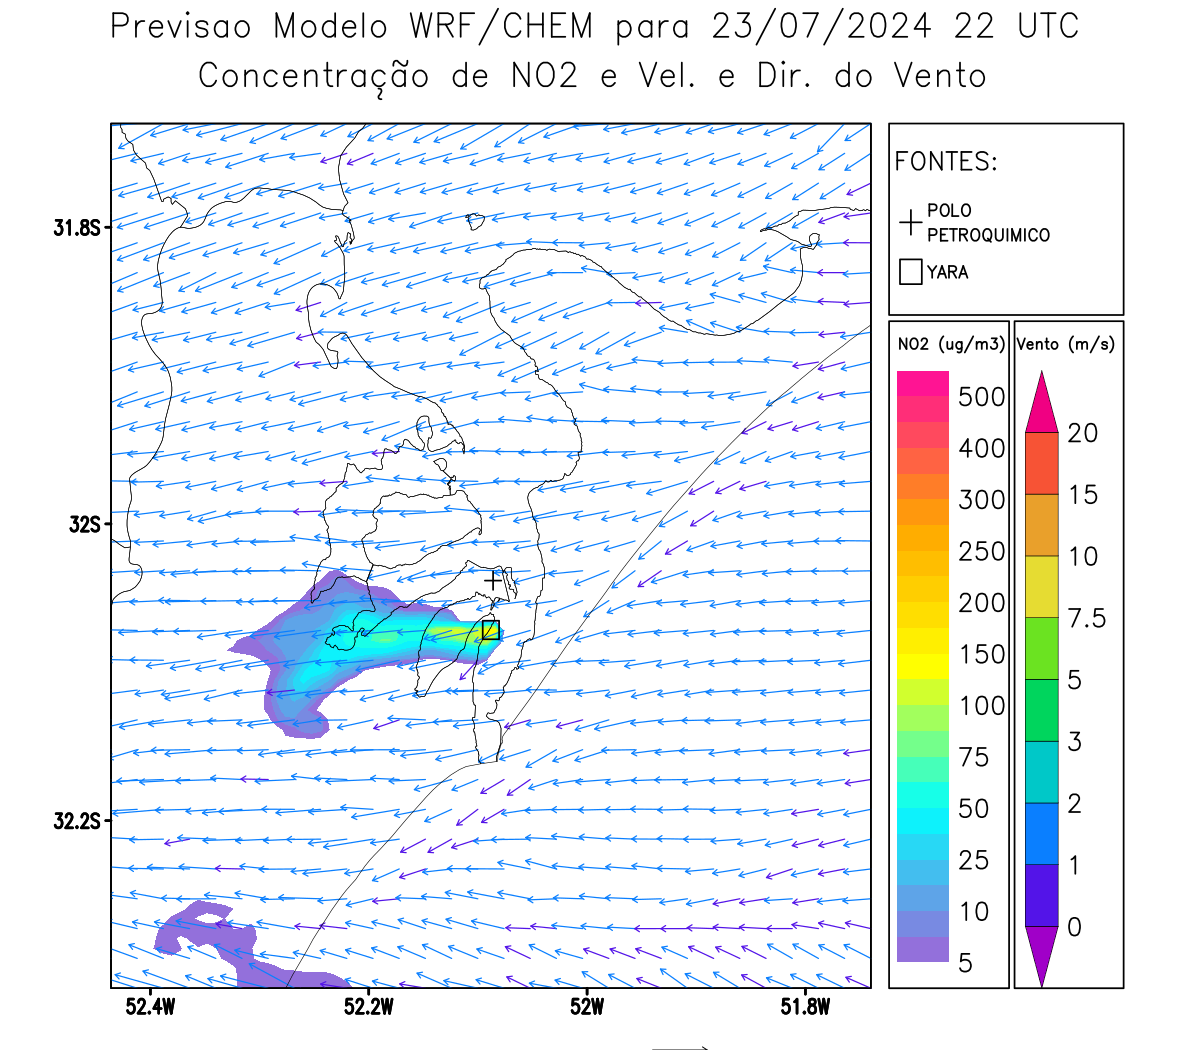 Previsao Modelo WRF/CHEM para 23/07/2024 22 UTC
Concentração de NO2 e Vel. e Dir. do Vento
FONTES:
POLO
PETROQUIMICO
YARA
NO2 (ug/m3)
500
400
300
250
200
150
100
75
50
25
10
5
Vento (m/s)
20
15
10
7.5
5
3
2
1
0
31.8S
32S
32.2S
52.4W
52.2W
52W
51.8W